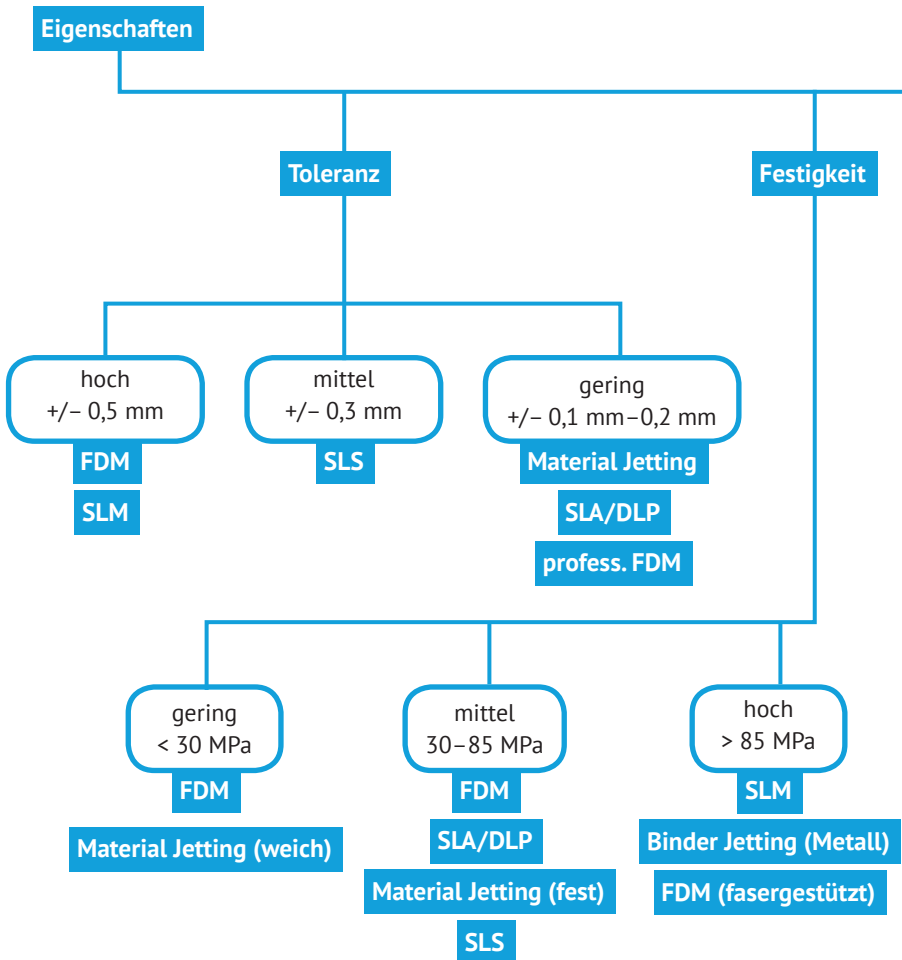 Eigenschaften
Toleranz
Festigkeit
hoch
+/– 0,5 mm
FDM
SLM
mittel
+/– 0,3 mm
SLS
gering
+/– 0,1 mm–0,2 mm
Material Jetting
SLA/DLP
profess. FDM
gering
< 30 MPa
FDM
Material Jetting (weich)
mittel
30–85 MPa
FDM
SLA/DLP
Material Jetting (fest)
SLS
hoch
> 85 MPa
SLM
Binder Jetting (Metall)
FDM (fasergestützt)